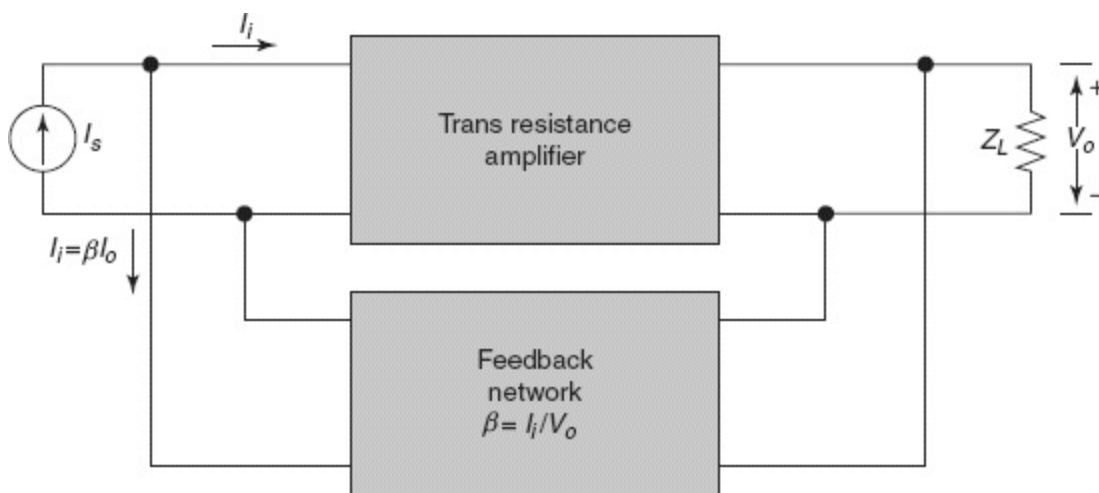 I_i
Trans resistance
amplifier
I_s
Z_L
+
V_o
−
I_i=βI_o
Feedback
network
β= I_i/V_o